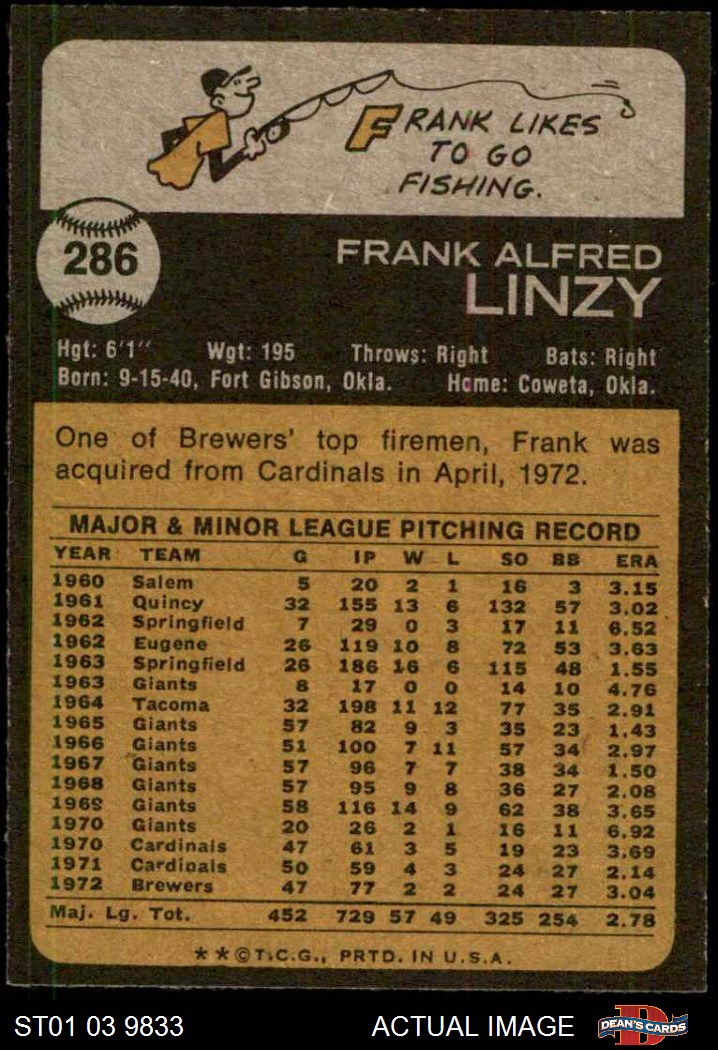 FRANK LIKES
TO GO
FISHING.
286
FRANK ALFRED
LINZY
Hgt: 6'1" Wgt: 195 Throws: Right Bats: Right
Born: 9-15-40, Fort Gibson, Okla. Home: Coweta, Okla.
One of Brewers' top firemen, Frank was
acquired from Cardinals in April, 1972.
MAJOR & MINOR LEAGUE PITCHING RECORD
YEAR TEAM G IP W L SO BB ERA
1960 Salem 5 20 2 1 16 3 3.15
1961 Quincy 32 155 13 6 132 57 3.02
1962 Springfield 7 29 0 3 17 11 6.52
1962 Eugene 26 119 10 8 72 53 3.63
1963 Springfield 26 186 16 6 115 48 1.55
1963 Giants 8 17 0 0 14 10 4.76
1964 Tacoma 32 198 11 12 77 35 2.91
1965 Giants 57 82 9 3 35 23 1.43
1966 Giants 51 100 7 11 57 34 2.97
1967 Giants 57 96 7 7 38 34 1.50
1968 Giants 57 95 9 8 36 27 2.08
1969 Giants 58 116 14 9 62 38 3.65
1970 Giants 20 26 2 1 16 11 6.92
1970 Cardinals 47 61 3 5 19 23 3.69
1971 Cardinals 50 59 4 3 24 27 2.14
1972 Brewers 47 77 2 2 24 27 3.04
Maj. Lg. Tot. 452 729 57 49 325 254 2.78
**©T.C.G., PRTD. IN U.S.A.
ST01 03 9833 ACTUAL IMAGE D DEAN'S CARDS